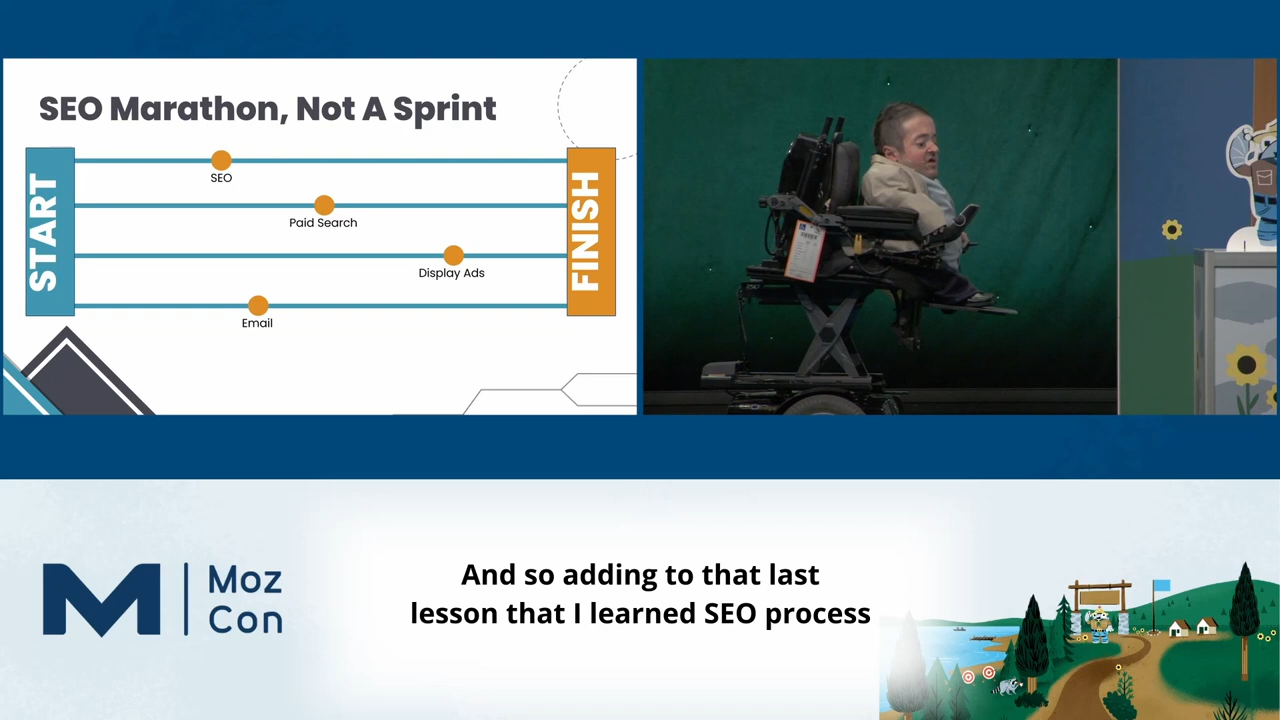 SEO Marathon, Not A Sprint
START
SEO
Paid Search
Display Ads
Email
FINISH
M | Moz
Con
And so adding to that last
lesson that I learned SEO process